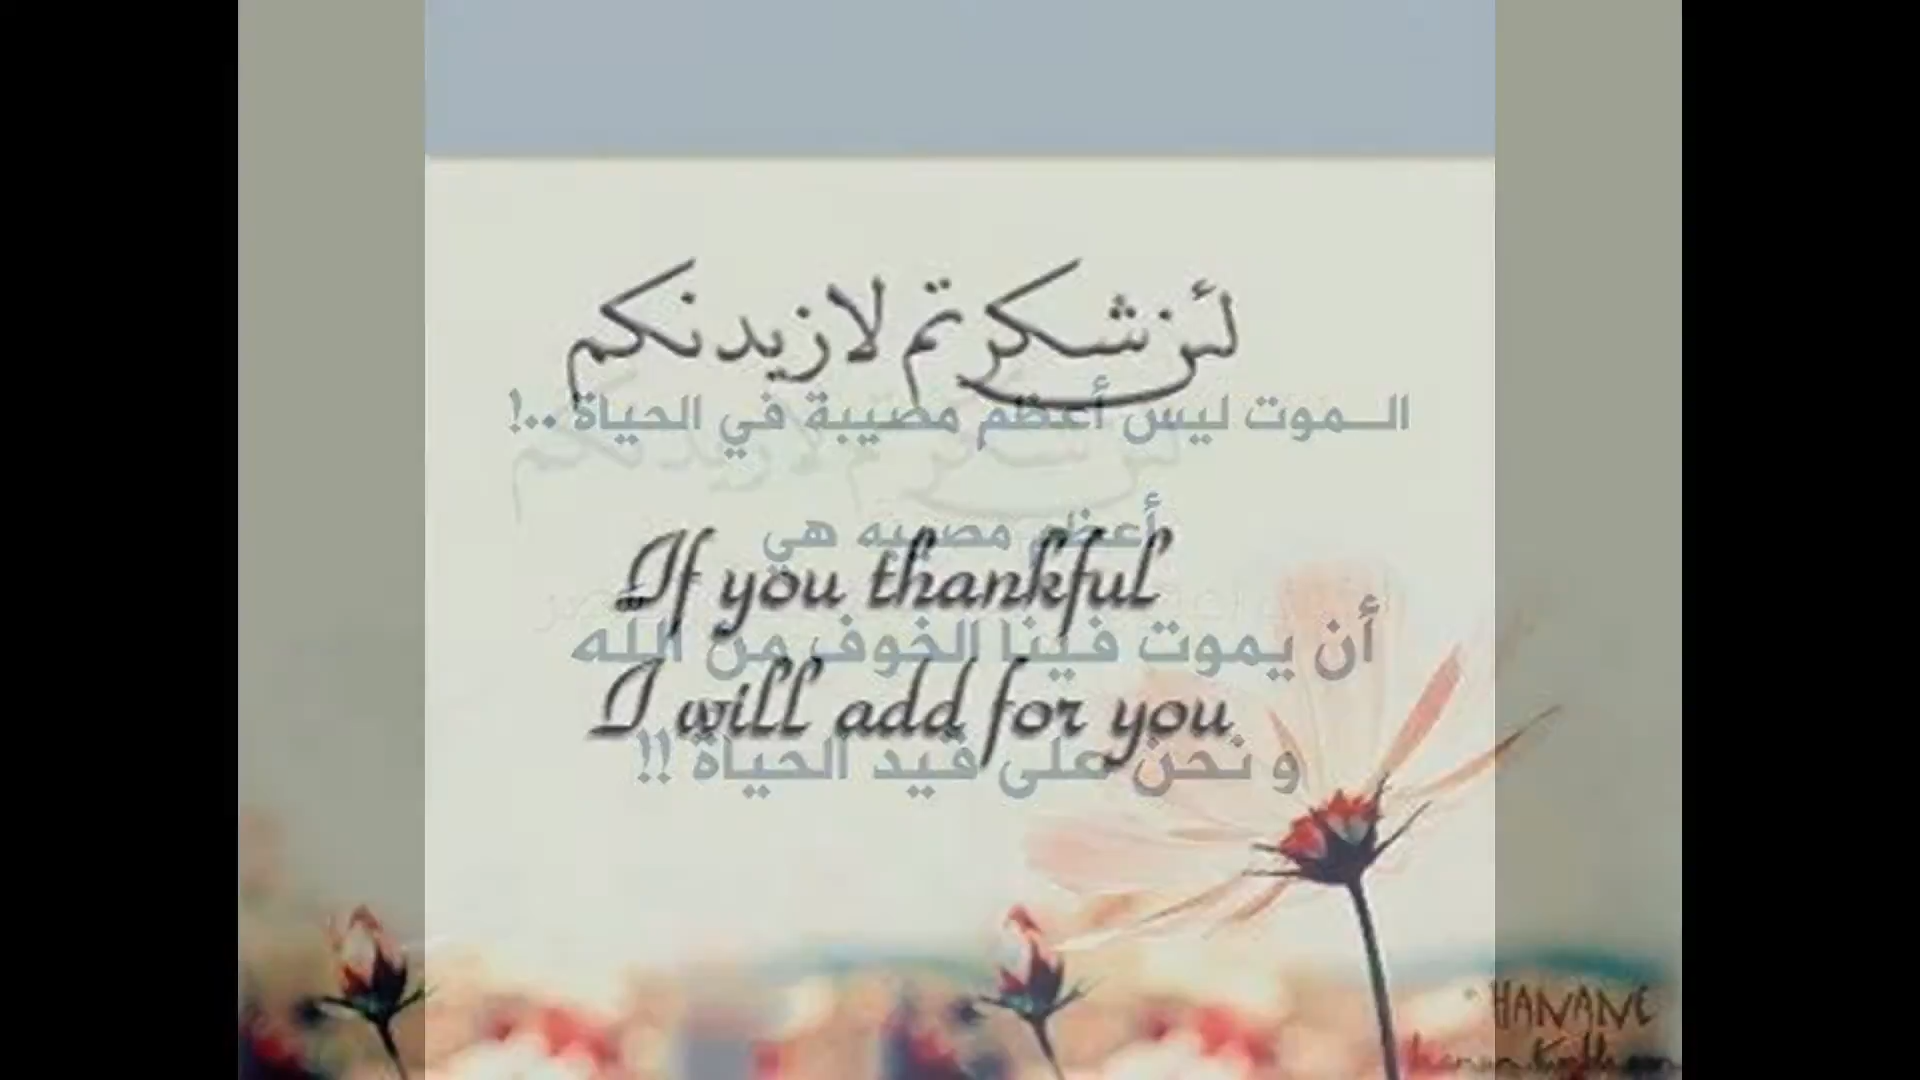 لئن شكرتم لازيدنكم
الــموت ليس أعظم مصيبة في الحياة ..!
أعظم مصيبه هي
If you thankful
أن يموت فينا الخوف من الله
I will add for you
و نحن على قيد الحياة !!
HANANE